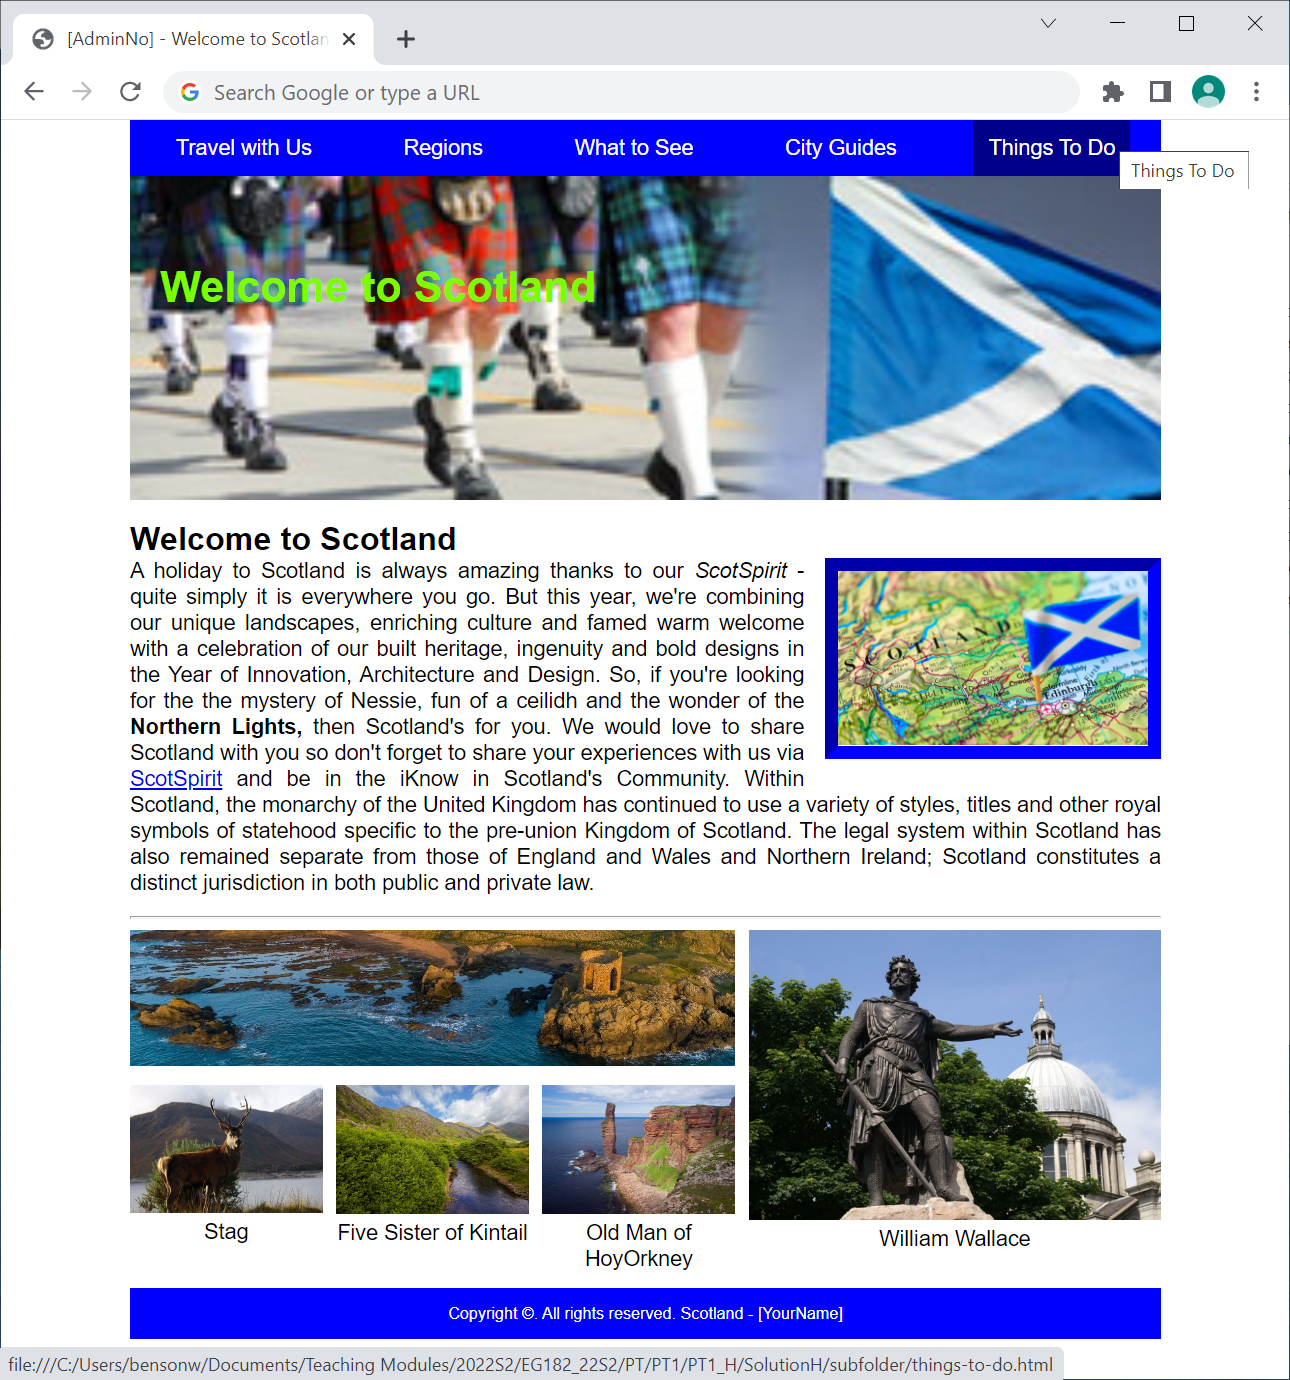 [AdminNo] - Welcome to Scotlan
Search Google or type a URL
Travel with Us Regions What to See City Guides Things To Do
Things To Do
Welcome to Scotland
Welcome to Scotland
A holiday to Scotland is always amazing thanks to our ScotSpirit -
quite simply it is everywhere you go. But this year, we're combining
our unique landscapes, enriching culture and famed warm welcome
with a celebration of our built heritage, ingenuity and bold designs in
the Year of Innovation, Architecture and Design. So, if you're looking
for the the mystery of Nessie, fun of a ceilidh and the wonder of the
Northern Lights, then Scotland's for you. We would love to share
Scotland with you so don't forget to share your experiences with us via
ScotSpirit and be in the iKnow in Scotland's Community. Within
Scotland, the monarchy of the United Kingdom has continued to use a variety of styles, titles and other royal
symbols of statehood specific to the pre-union Kingdom of Scotland. The legal system within Scotland has
also remained separate from those of England and Wales and Northern Ireland; Scotland constitutes a
distinct jurisdiction in both public and private law.
SCOTLAND
Edinburgh
Stirling
Stag
Five Sister of Kintail
Old Man of
HoyOrkney
William Wallace
Copyright ©. All rights reserved. Scotland - [YourName]
file:///C:/Users/bensonw/Documents/Teaching Modules/2022S2/EG182_22S2/PT/PT1/PT1_H/SolutionH/subfolder/things-to-do.html